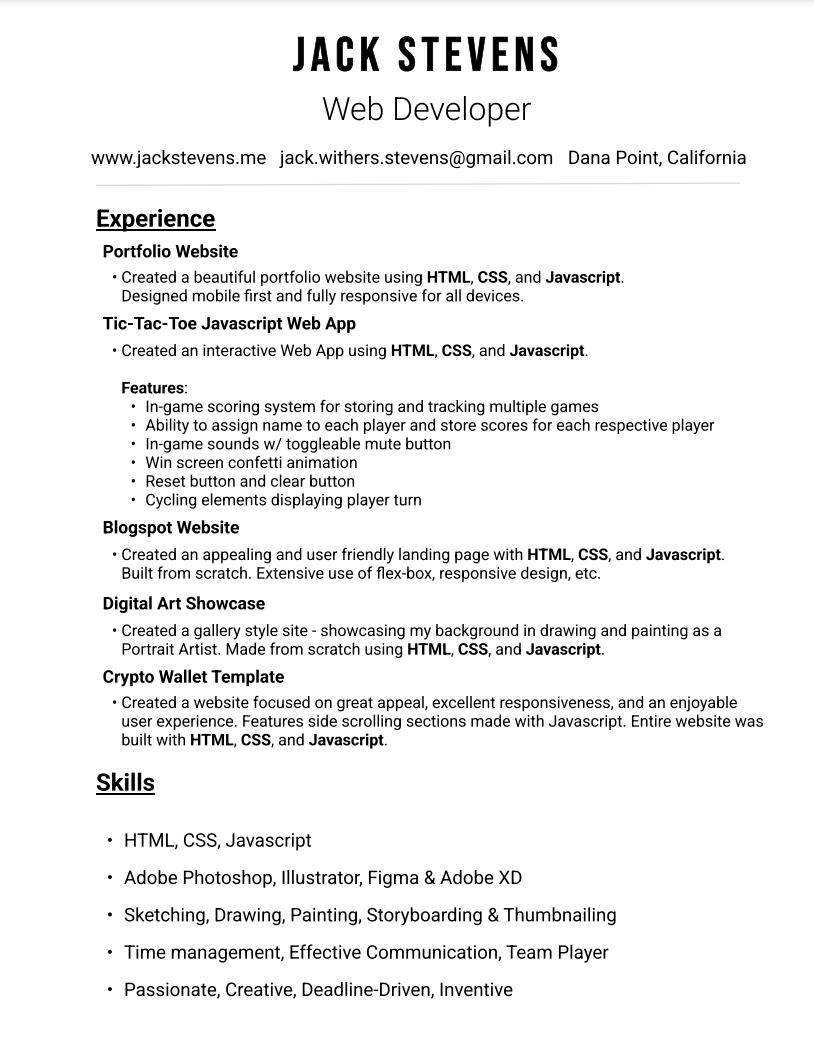 JACK STEVENS
Web Developer
www.jackstevens.me jack.withers.stevens@gmail.com Dana Point, California
Experience
Portfolio Website
• Created a beautiful portfolio website using HTML, CSS, and Javascript.
Designed mobile first and fully responsive for all devices.
Tic-Tac-Toe Javascript Web App
• Created an interactive Web App using HTML, CSS, and Javascript.
Features:
• In-game scoring system for storing and tracking multiple games
• Ability to assign name to each player and store scores for each respective player
• In-game sounds w/ toggleable mute button
• Win screen confetti animation
• Reset button and clear button
• Cycling elements displaying player turn
Blogspot Website
• Created an appealing and user friendly landing page with HTML, CSS, and Javascript.
Built from scratch. Extensive use of flex-box, responsive design, etc.
Digital Art Showcase
• Created a gallery style site - showcasing my background in drawing and painting as a
Portrait Artist. Made from scratch using HTML, CSS, and Javascript.
Crypto Wallet Template
• Created a website focused on great appeal, excellent responsiveness, and an enjoyable
user experience. Features side scrolling sections made with Javascript. Entire website was
built with HTML, CSS, and Javascript.
Skills
• HTML, CSS, Javascript
• Adobe Photoshop, Illustrator, Figma & Adobe XD
• Sketching, Drawing, Painting, Storyboarding & Thumbnailing
• Time management, Effective Communication, Team Player
• Passionate, Creative, Deadline-Driven, Inventive